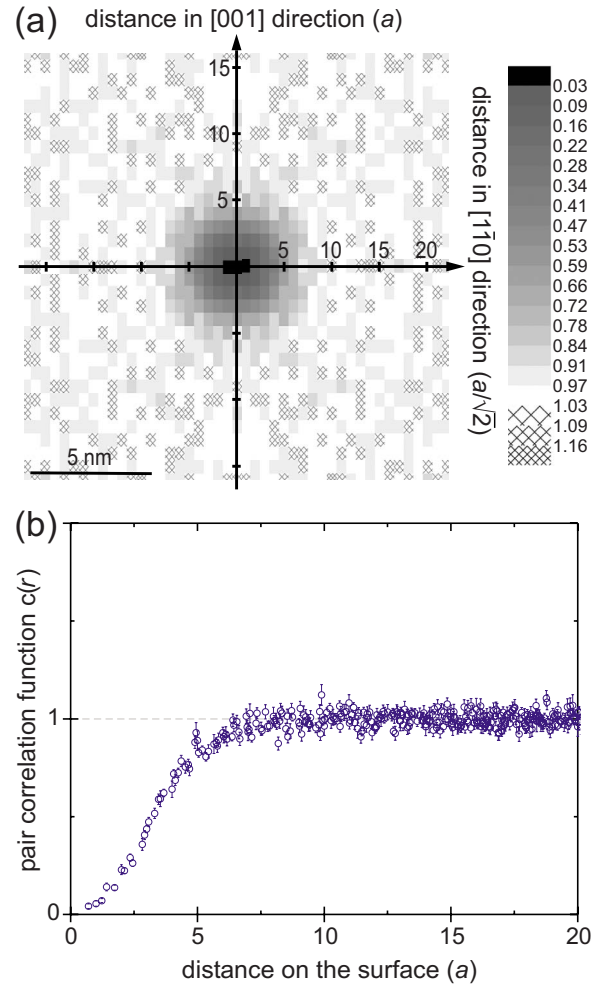 (a)
distance in [001] direction (a)
15
10
5
5 10 15 20
distance in [11̄0] direction (a/√2)
5 nm
0.03
0.09
0.16
0.22
0.28
0.34
0.41
0.47
0.53
0.59
0.66
0.72
0.78
0.84
0.91
0.97
1.03
1.09
1.16
(b)
pair correlation function c(r)
1
0
0 5 10 15 20
distance on the surface (a)